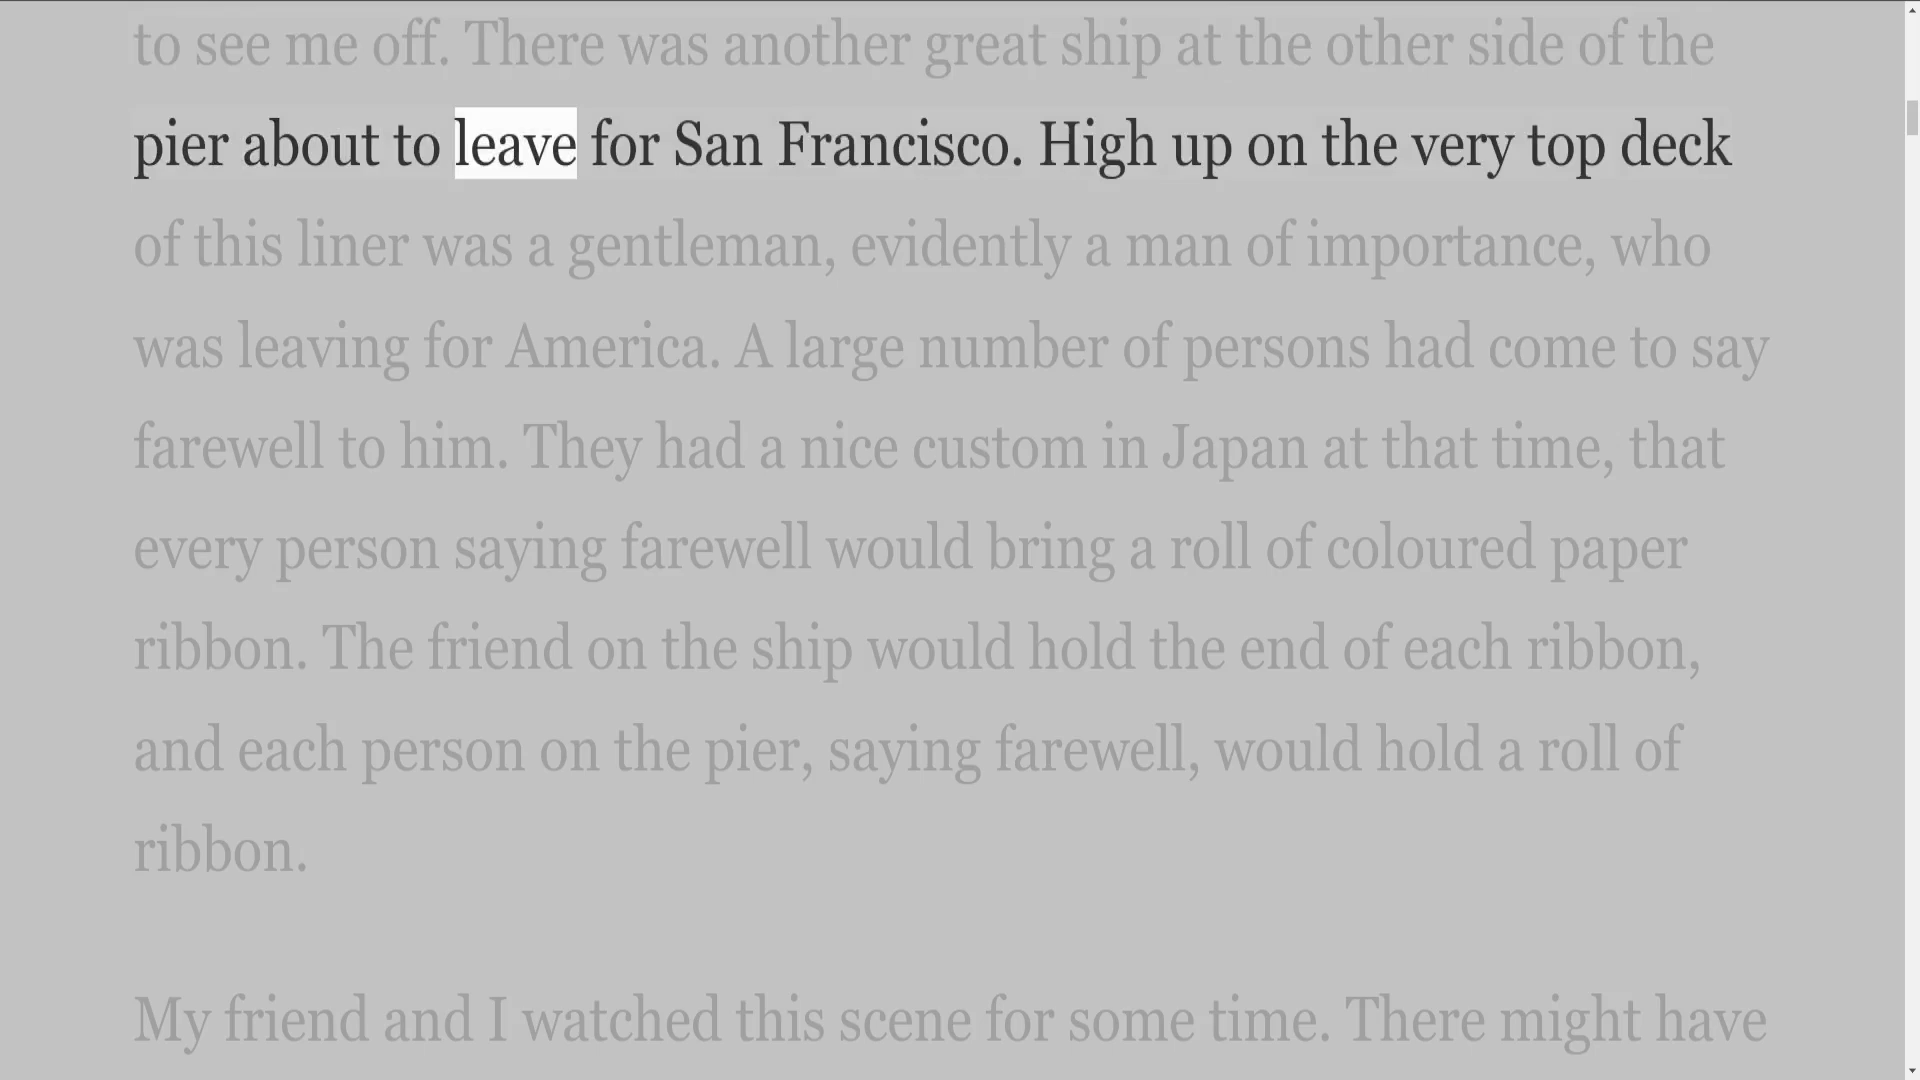 to see me off. There was another great ship at the other side of the
pier about to leave for San Francisco. High up on the very top deck
of this liner was a gentleman, evidently a man of importance, who
was leaving for America. A large number of persons had come to say
farewell to him. They had a nice custom in Japan at that time, that
every person saying farewell would bring a roll of coloured paper
ribbon. The friend on the ship would hold the end of each ribbon,
and each person on the pier, saying farewell, would hold a roll of
ribbon.
My friend and I watched this scene for some time. There might have